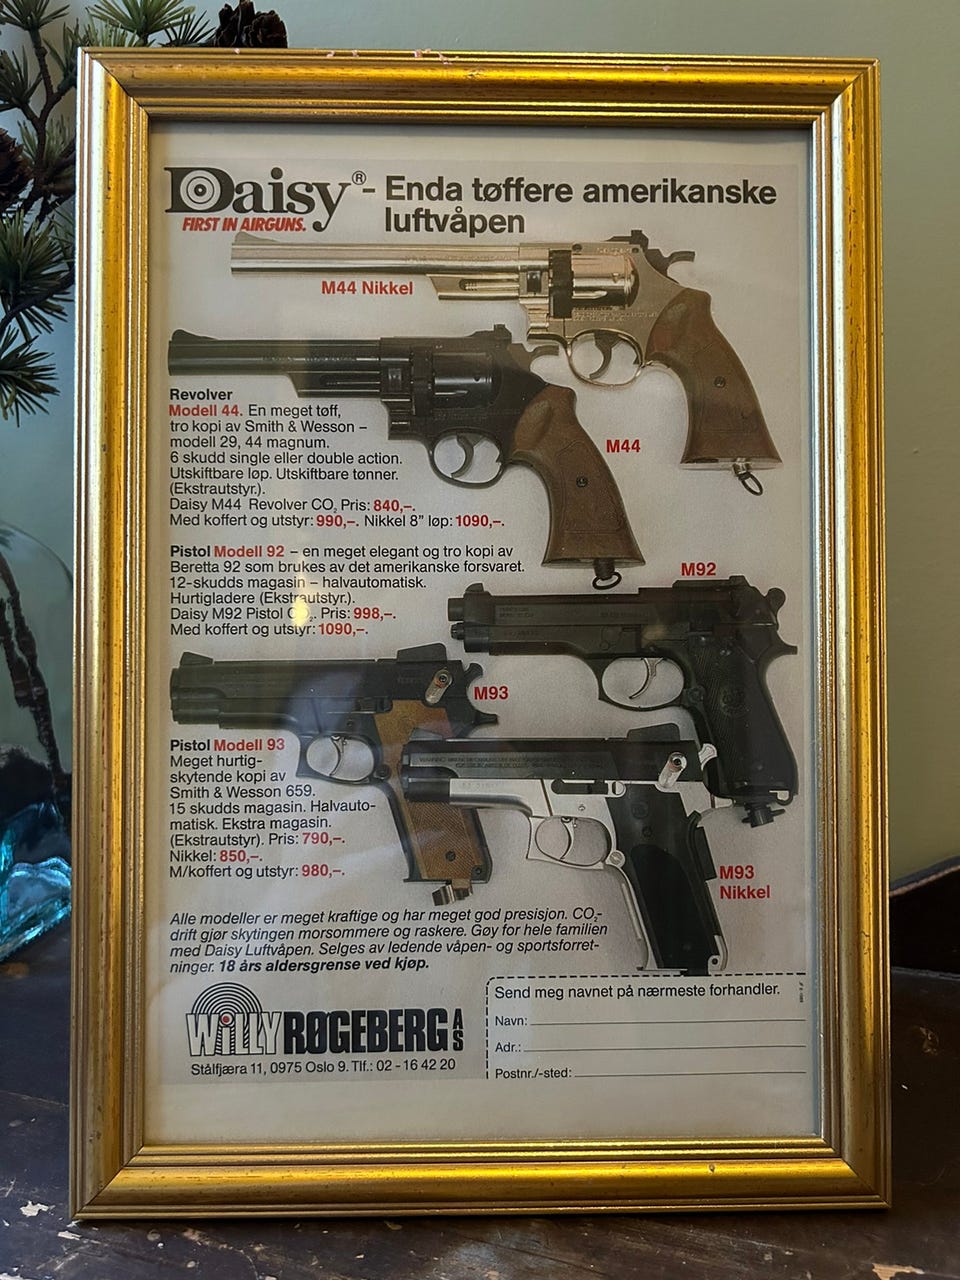 Daisy® - Enda tøffere amerikanske
FIRST IN AIRGUNS. luftvåpen
M44 Nikkel
Revolver
Modell 44. En meget tøff,
tro kopi av Smith & Wesson –
modell 29, 44 magnum.
6 skudd single eller double action.
Utskiftbare løp. Utskiftbare tønner.
(Ekstrautstyr.).
Daisy M44 Revolver CO₂ Pris: 840,–.
Med koffert og utstyr: 990,–. Nikkel 8” løp: 1090,–.
M44
Pistol Modell 92 – en meget elegant og tro kopi av
Beretta 92 som brukes av det amerikanske forsvaret.
12-skudds magasin – halvautomatisk.
Hurtigladere (Ekstrautstyr.).
Daisy M92 Pistol CO₂. Pris: 998,–.
Med koffert og utstyr: 1090,–.
M92
M93
Pistol Modell 93
Meget hurtig-
skytende kopi av
Smith & Wesson 659.
15 skudds magasin. Halvauto-
matisk. Ekstra magasin.
(Ekstrautstyr). Pris: 790,–.
Nikkel: 850,–.
M/koffert og utstyr: 980,–.
M93
Nikkel
Alle modeller er meget kraftige og har meget god presisjon. CO₂-
drift gjør skytingen morsommere og raskere. Gøy for hele familien
med Daisy Luftvåpen. Selges av ledende våpen- og sportsforret-
ninger. 18 års aldersgrense ved kjøp.
WILLY RØGEBERG AS
Stålfjæra 11, 0975 Oslo 9. Tlf.: 02 - 16 42 20
Send meg navnet på nærmeste forhandler.
Navn:
Adr.:
Postnr./-sted: